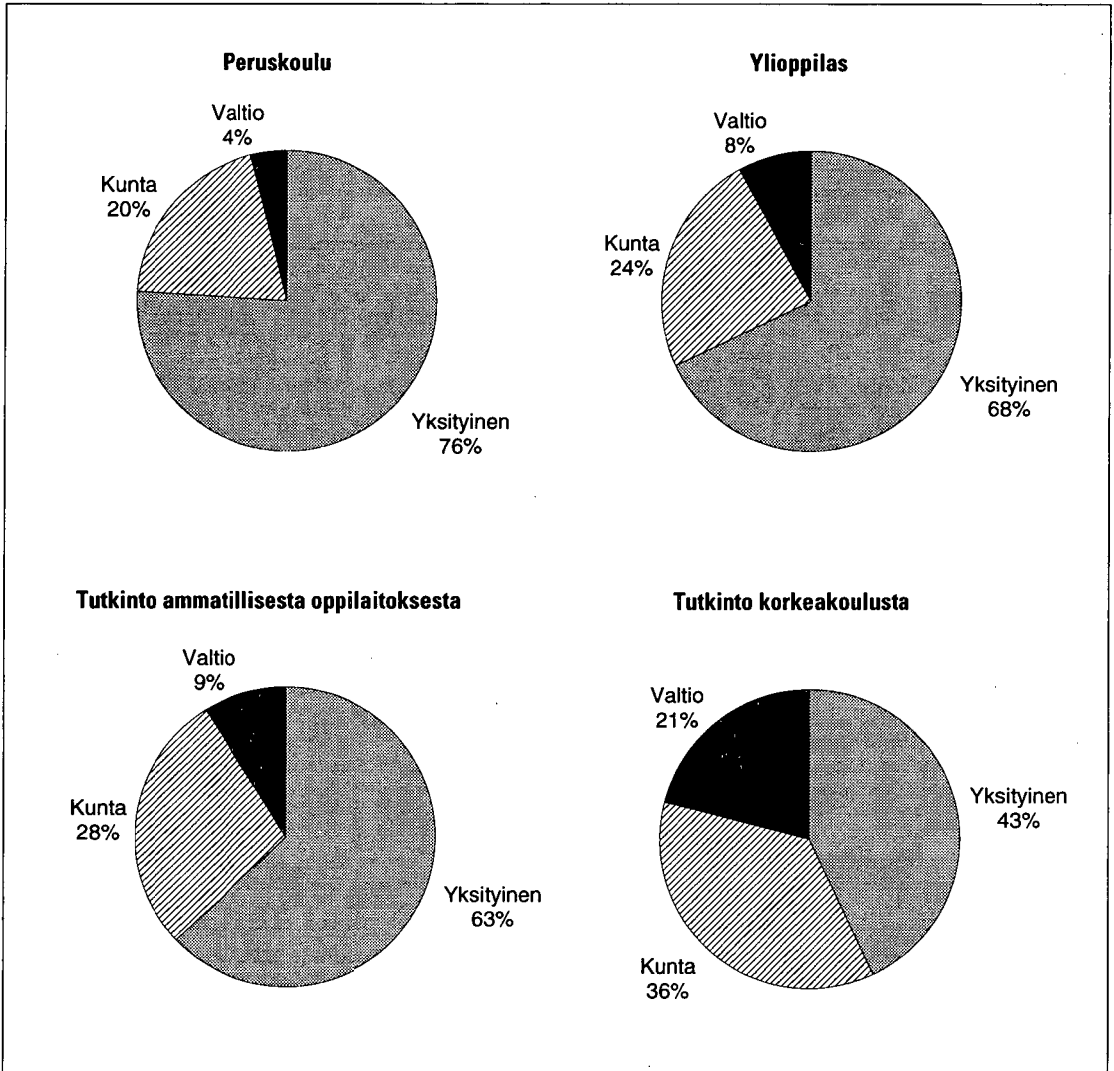 Peruskoulu
Valtio
4%
Kunta
20%
Yksityinen
76%
Ylioppilas
Valtio
8%
Kunta
24%
Yksityinen
68%
Tutkinto ammatillisesta oppilaitoksesta
Valtio
9%
Kunta
28%
Yksityinen
63%
Tutkinto korkeakoulusta
Valtio
21%
Yksityinen
43%
Kunta
36%